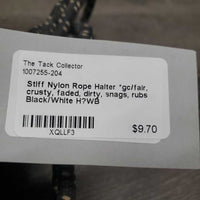 The Tack Collector
1007255-204
Stiff Nylon Rope Halter *gc/fair,
crusty, faded, dirty, snags, rubs
Black/White H?WB
XQLLF3
$9.70